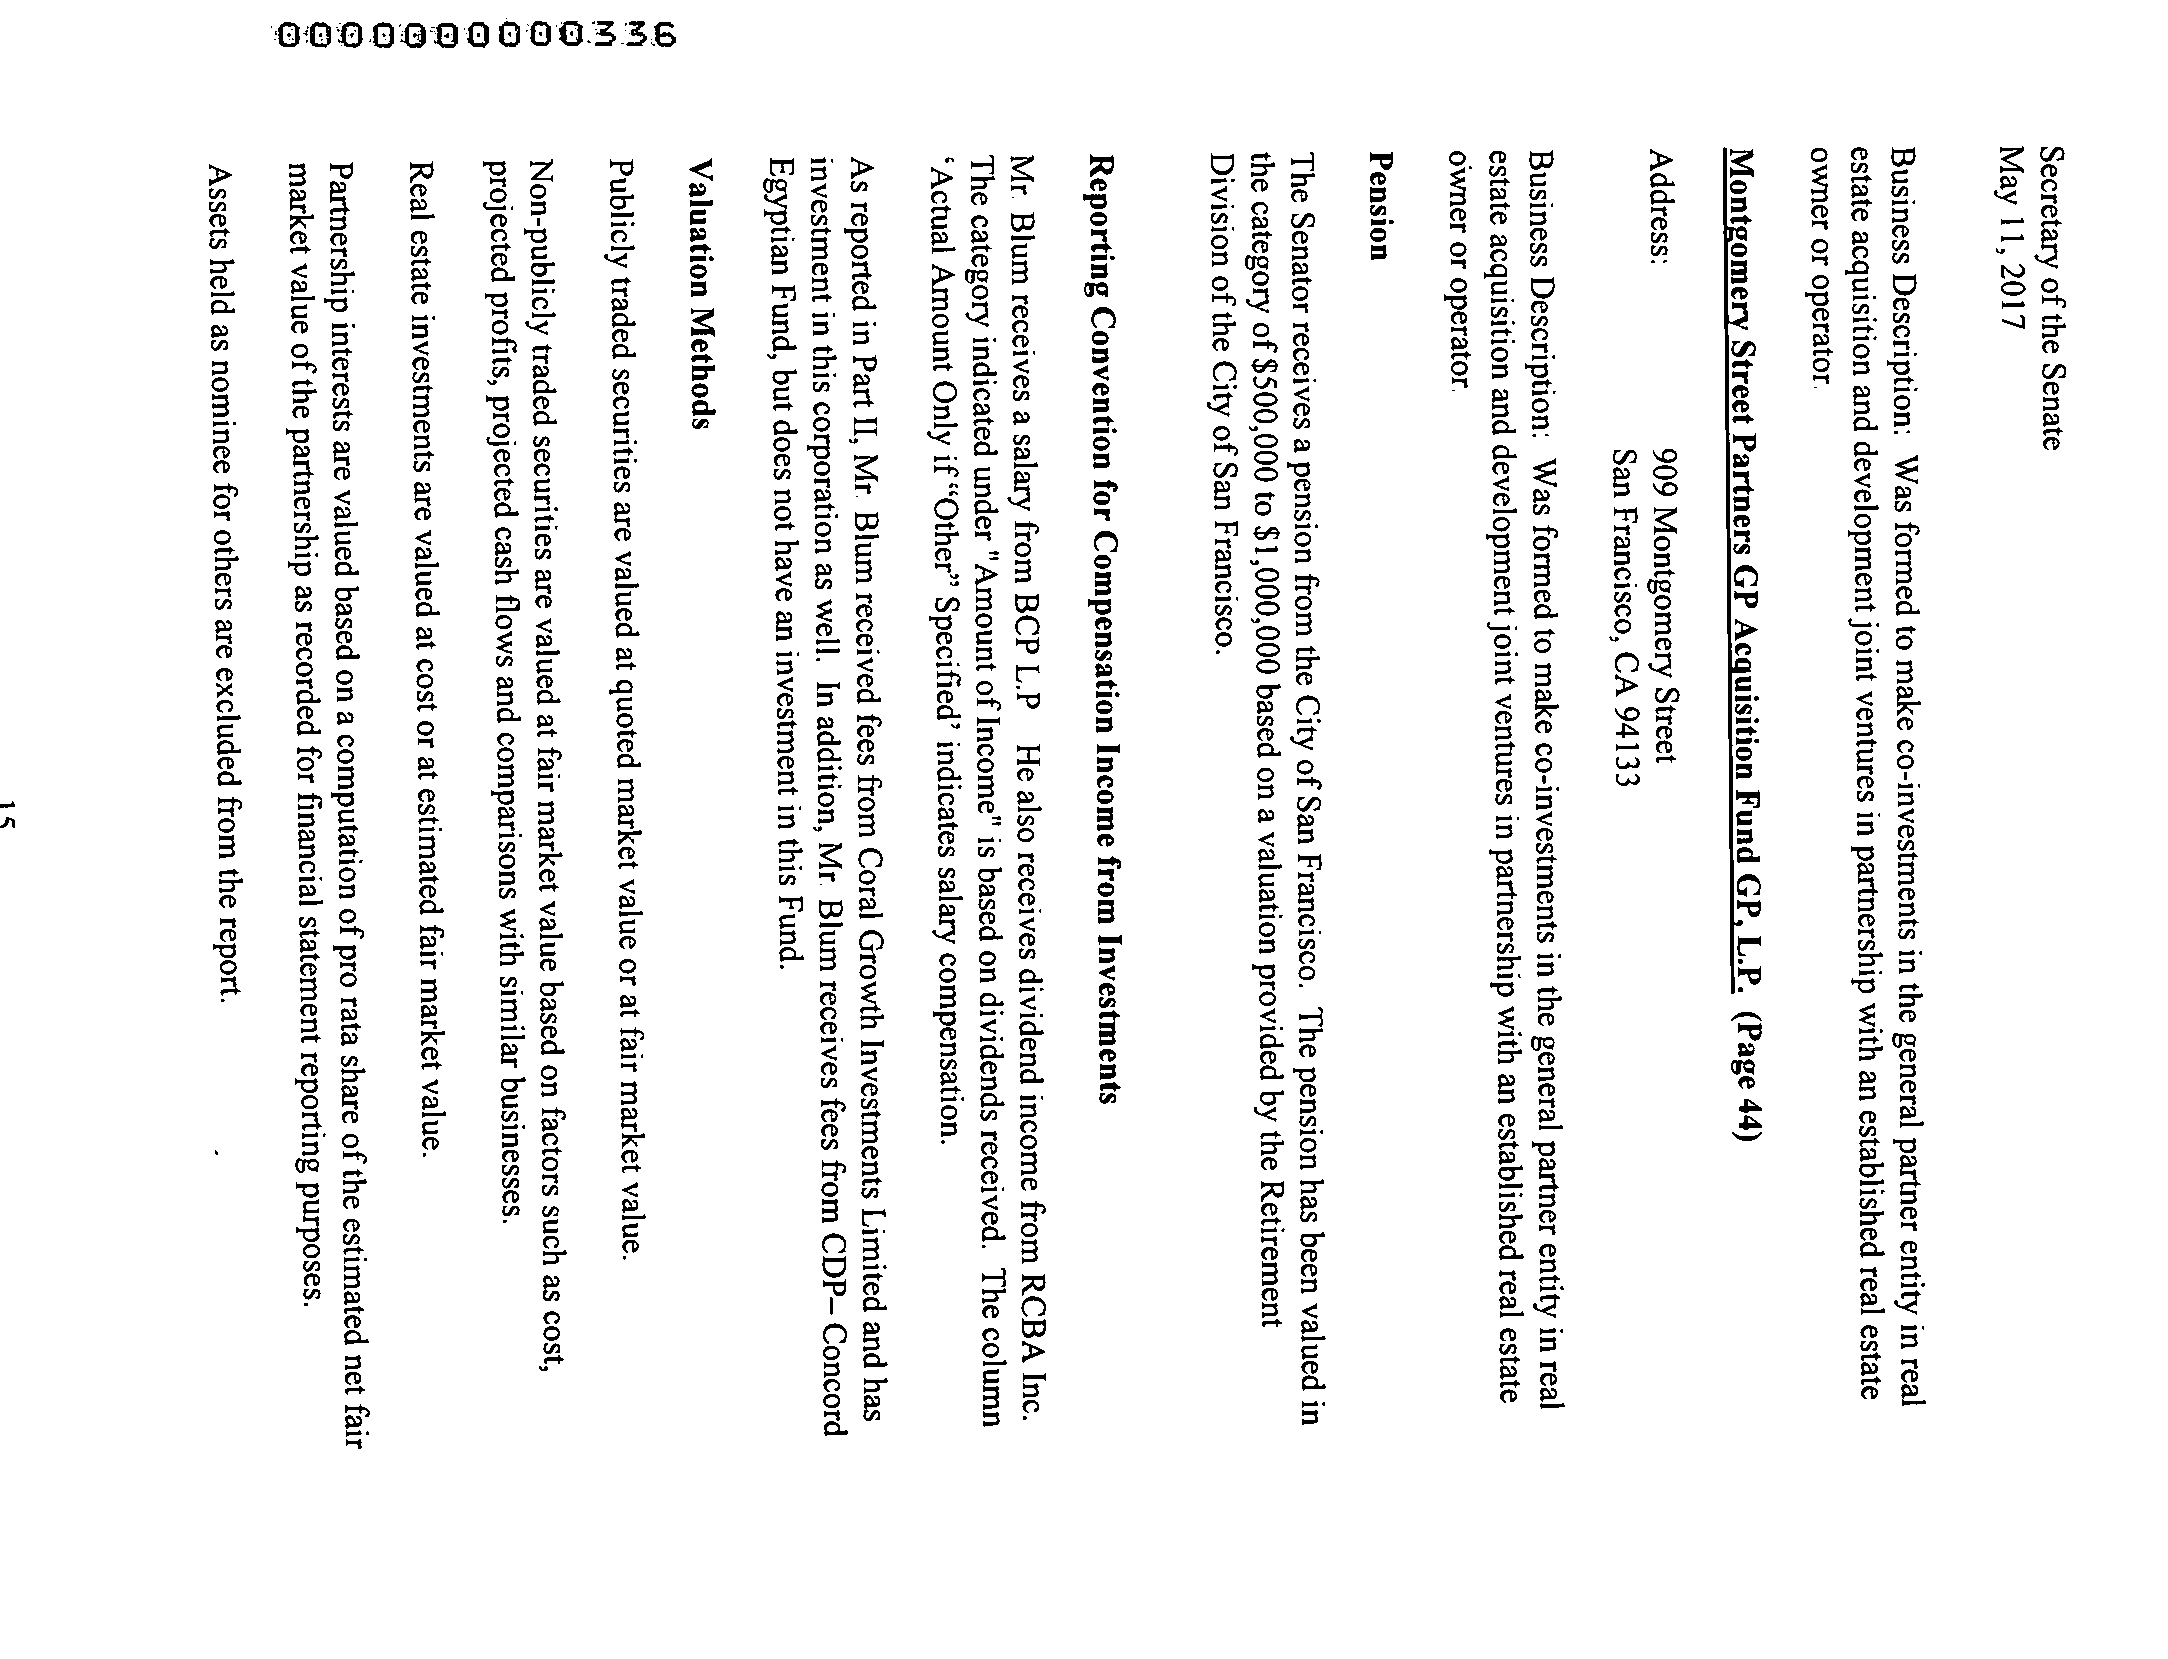 Secretary of the Senate
May 11, 2017
Business Description: Was formed to make co-investments in the general partner entity in real
estate acquisition and development joint ventures in partnership with an established real estate
owner or operator.
Montgomery Street Partners GP Acquisition Fund GP, L.P. (Page 44)
Address: 909 Montgomery Street
San Francisco, CA 94133
Business Description: Was formed to make co-investments in the general partner entity in real
estate acquisition and development joint ventures in partnership with an established real estate
owner or operator.
Pension
The Senator receives a pension from the City of San Francisco. The pension has been valued in
the category of $500,000 to $1,000,000 based on a valuation provided by the Retirement
Division of the City of San Francisco.
Reporting Convention for Compensation Income from Investments
Mr. Blum receives a salary from BCP L.P He also receives dividend income from RCBA Inc.
The category indicated under "Amount of Income" is based on dividends received. The column
‘Actual Amount Only if “Other” Specified’ indicates salary compensation.
As reported in Part II, Mr. Blum received fees from Coral Growth Investments Limited and has
investment in this corporation as well. In addition, Mr. Blum receives fees from CDP– Concord
Egyptian Fund, but does not have an investment in this Fund.
Valuation Methods
Publicly traded securities are valued at quoted market value or at fair market value.
Non-publicly traded securities are valued at fair market value based on factors such as cost,
projected profits, projected cash flows and comparisons with similar businesses.
Real estate investments are valued at cost or at estimated fair market value.
Partnership interests are valued based on a computation of pro rata share of the estimated net fair
market value of the partnership as recorded for financial statement reporting purposes.
Assets held as nominee for others are excluded from the report.
15
0000000000336